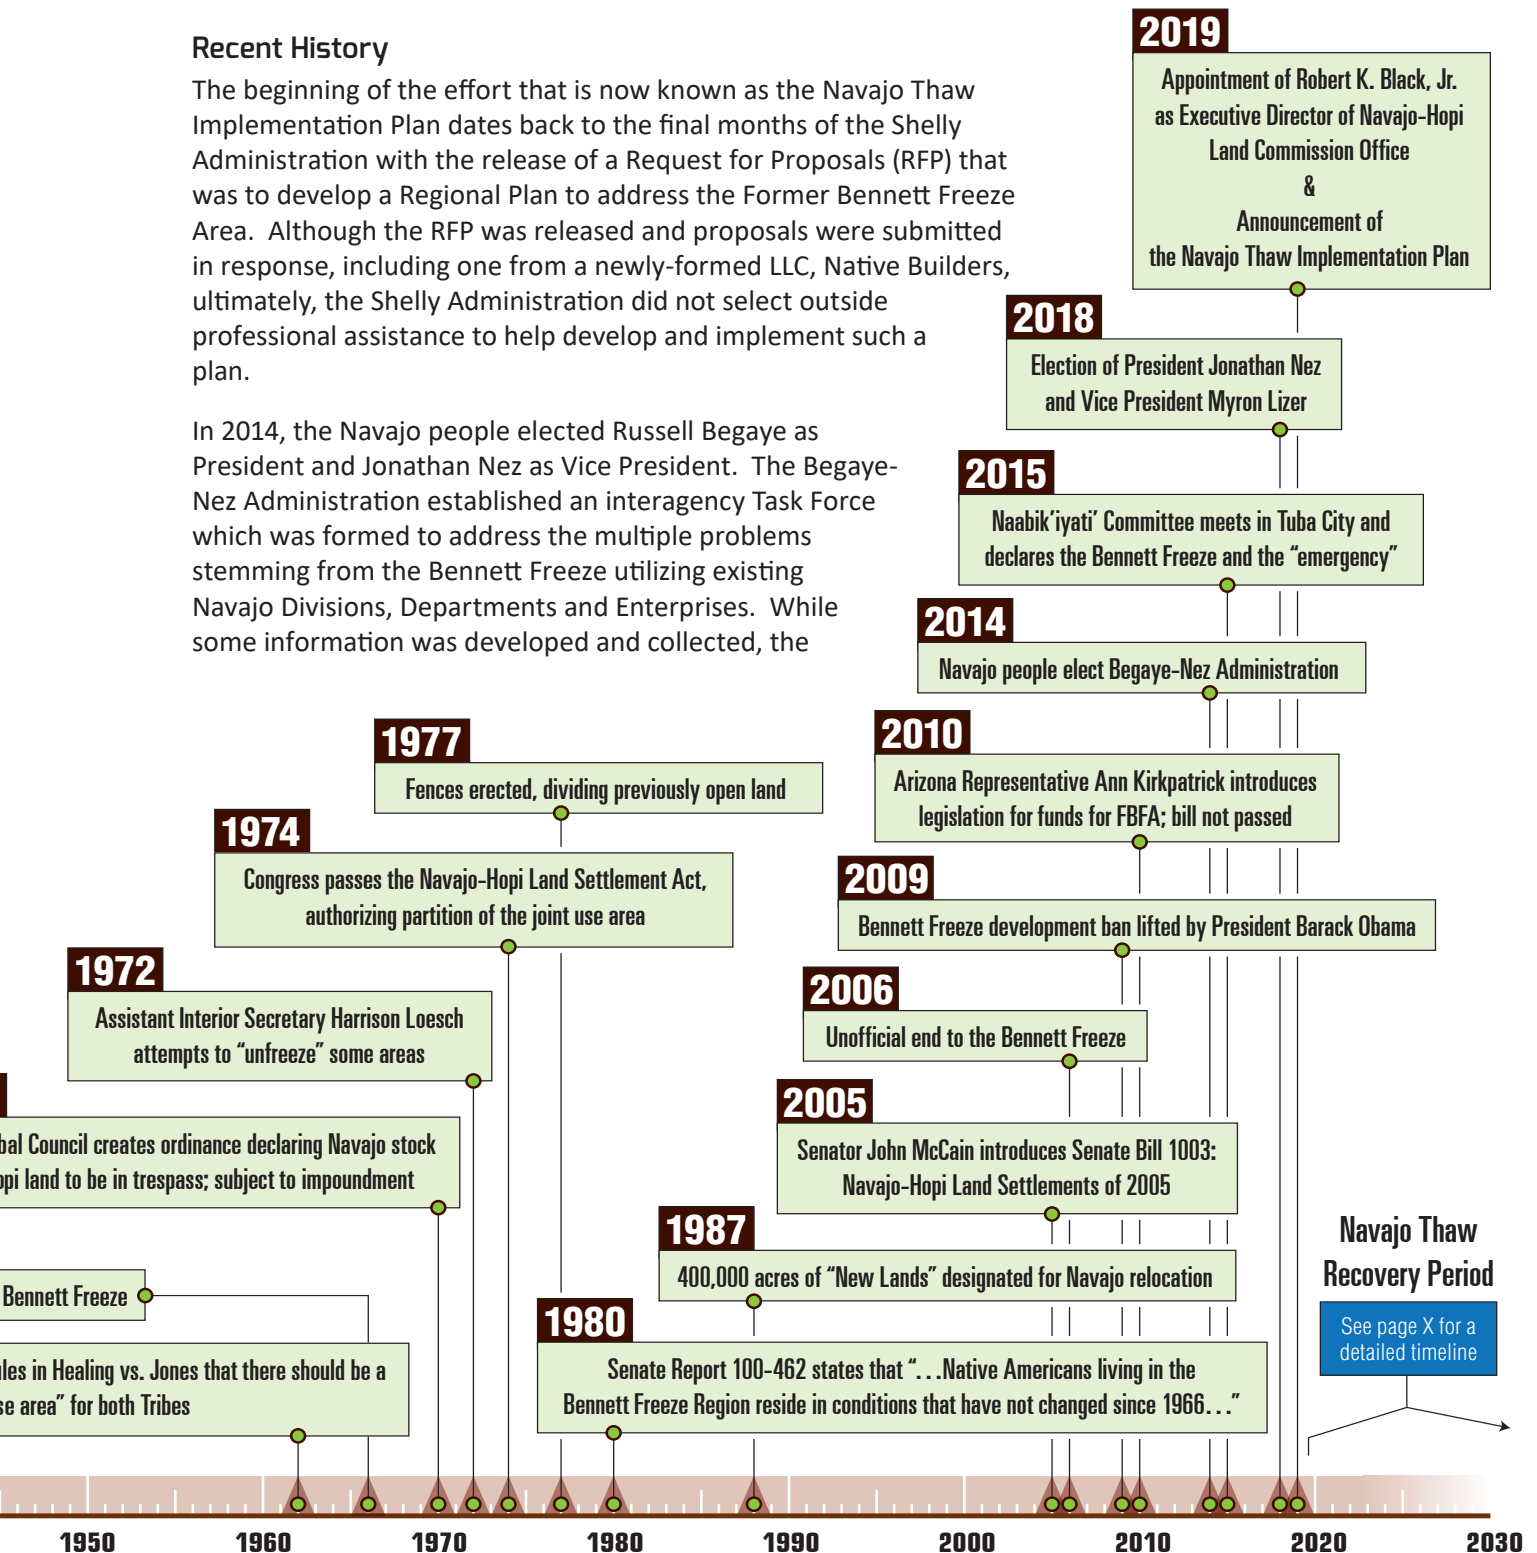 Recent History
The beginning of the effort that is now known as the Navajo Thaw
Implementation Plan dates back to the final months of the Shelly
Administration with the release of a Request for Proposals (RFP) that
was to develop a Regional Plan to address the Former Bennett Freeze
Area.  Although the RFP was released and proposals were submitted
in response, including one from a newly-formed LLC, Native Builders,
ultimately, the Shelly Administration did not select outside
professional assistance to help develop and implement such a
plan.
In 2014, the Navajo people elected Russell Begaye as
President and Jonathan Nez as Vice President.  The Begaye-
Nez Administration established an interagency Task Force
which was formed to address the multiple problems
stemming from the Bennett Freeze utilizing existing
Navajo Divisions, Departments and Enterprises.  While
some information was developed and collected, the
2019
Appointment of Robert K. Black, Jr.
as Executive Director of Navajo-Hopi
Land Commission Office
&
Announcement of
the Navajo Thaw Implementation Plan
2018
Election of President Jonathan Nez
and Vice President Myron Lizer
2015
Naabik’iyati’ Committee meets in Tuba City and
declares the Bennett Freeze and the “emergency”
2014
Navajo people elect Begaye-Nez Administration
2010
Arizona Representative Ann Kirkpatrick introduces
legislation for funds for FBFA; bill not passed
2009
Bennett Freeze development ban lifted by President Barack Obama
2006
Unofficial end to the Bennett Freeze
2005
Senator John McCain introduces Senate Bill 1003:
Navajo-Hopi Land Settlements of 2005
1987
400,000 acres of “New Lands” designated for Navajo relocation
1980
Senate Report 100-462 states that “…Native Americans living in the
Bennett Freeze Region reside in conditions that have not changed since 1966…”
1977
Fences erected, dividing previously open land
1974
Congress passes the Navajo-Hopi Land Settlement Act,
authorizing partition of the joint use area
1972
Assistant Interior Secretary Harrison Loesch
attempts to “unfreeze” some areas
bal Council creates ordinance declaring Navajo stock
opi land to be in trespass; subject to impoundment
Bennett Freeze
ules in Healing vs. Jones that there should be a
se area” for both Tribes
Navajo Thaw
Recovery Period
See page X for a
detailed timeline
1950 1960 1970 1980 1990 2000 2010 2020 2030